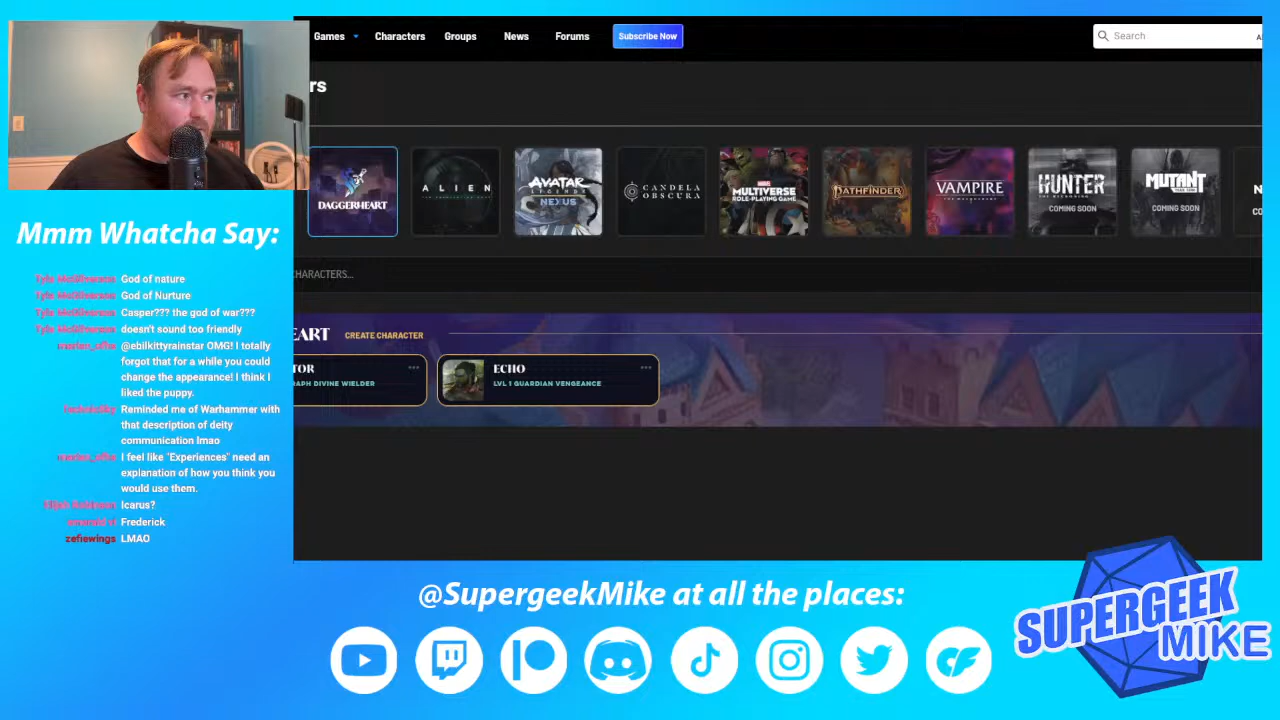 Games
Characters
Groups
News
Forums
Subscribe Now
Search
rs
DAGGERHEART
ALIEN
AVATAR
LEGENDS
NEXUS
CANDELA
OBSCURA
MARVEL
MULTIVERSE
ROLE-PLAYING GAME
PATHFINDER
VAMPIRE
HUNTER
COMING SOON
MUTANT
COMING SOON
N
CO
HARACTERS...
EART
CREATE CHARACTER
TOR
RAPH DIVINE WIELDER
ECHO
LVL 1 GUARDIAN VENGEANCE
Mmm Whatcha Say:
God of nature
God of Nurture
Casper??? the god of war???
doesn't sound too friendly
@ebilkittyrainstar OMG! I totally
forgot that for a while you could
change the appearance! I think I
liked the puppy.
Reminded me of Warhammer with
that description of deity
communication lmao
I feel like "Experiences" need an
explanation of how you think you
would use them.
Icarus?
Frederick
zefiewings LMAO
@SupergeekMike at all the places:
SUPERGEEK
MIKE